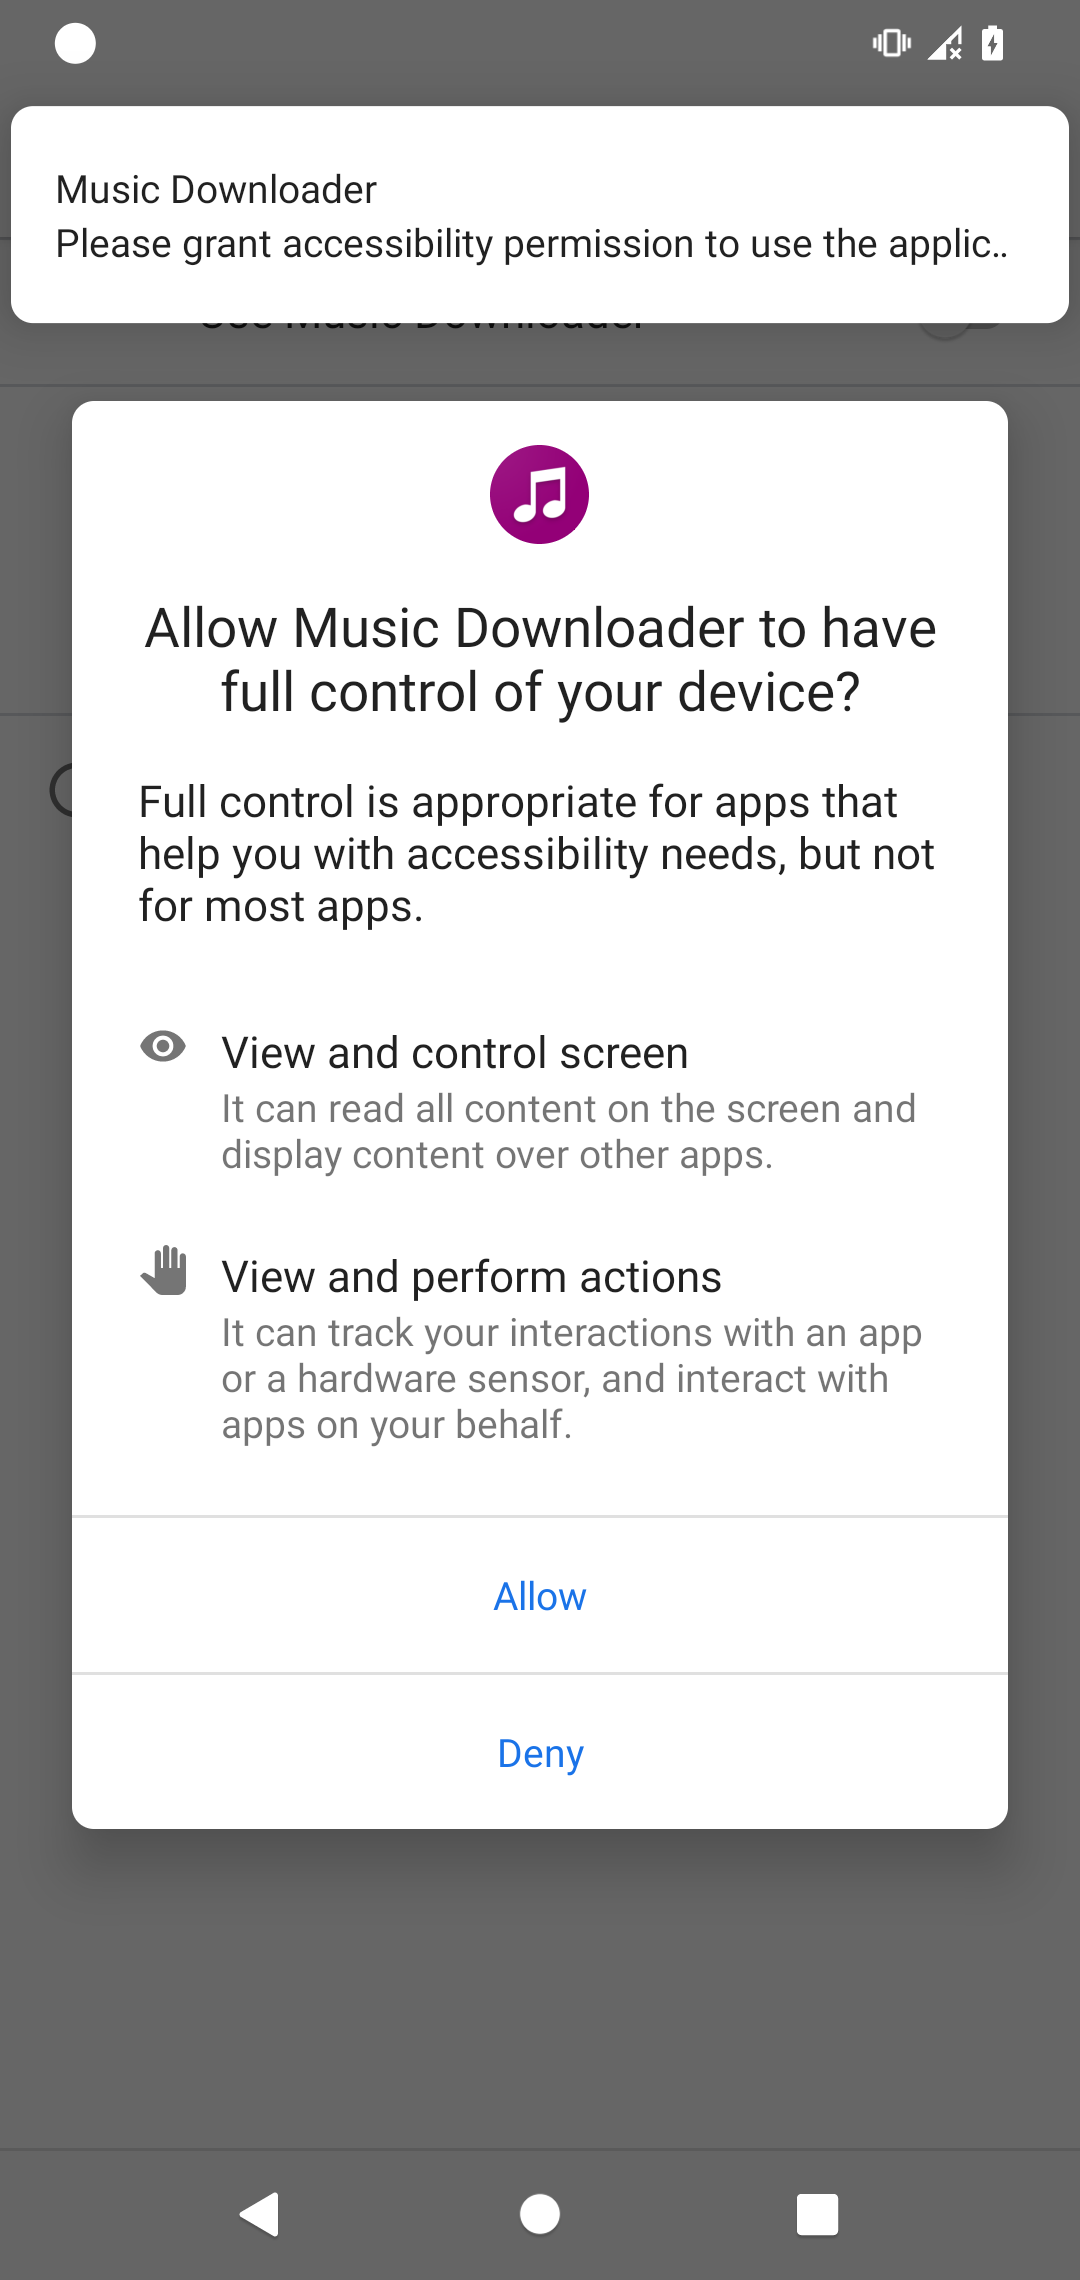 Music Downloader
Please grant accessibility permission to use the applic..
Use Music Downloader
Allow Music Downloader to have
full control of your device?
Full control is appropriate for apps that
help you with accessibility needs, but not
for most apps.
View and control screen
It can read all content on the screen and
display content over other apps.
View and perform actions
It can track your interactions with an app
or a hardware sensor, and interact with
apps on your behalf.
Allow
Deny